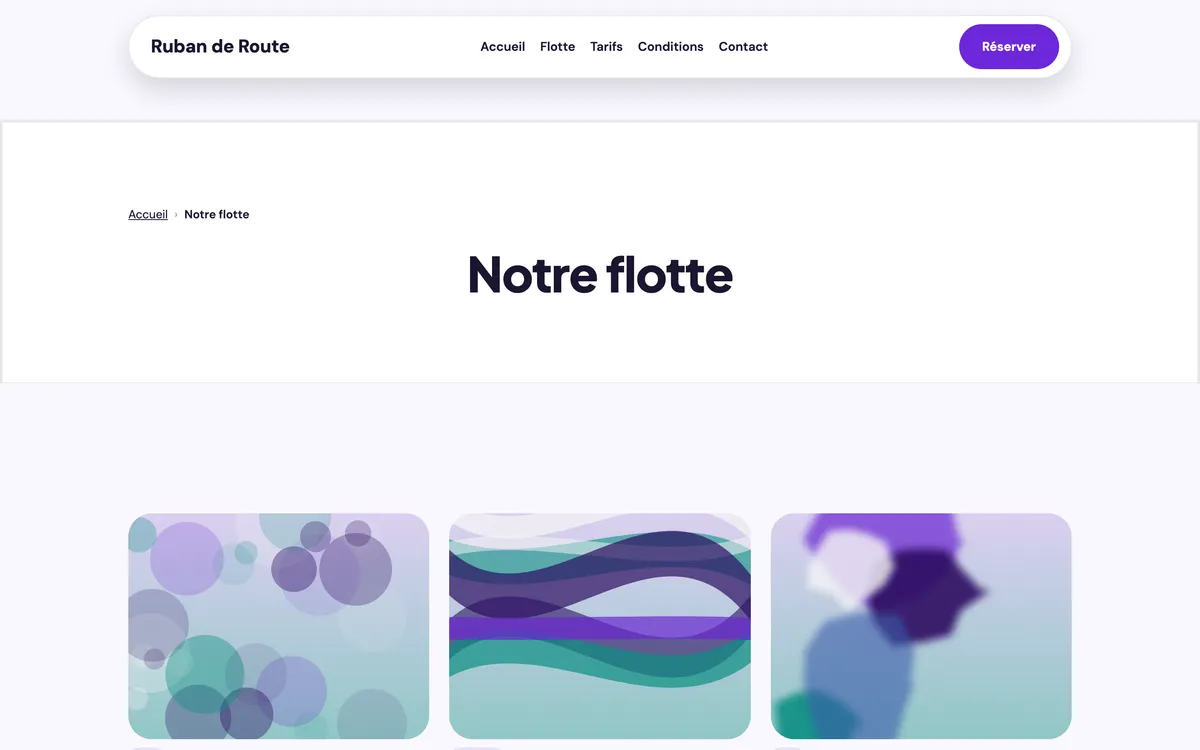 Ruban de Route
Accueil Flotte Tarifs Conditions Contact
Réserver
Accueil › Notre flotte
Notre flotte